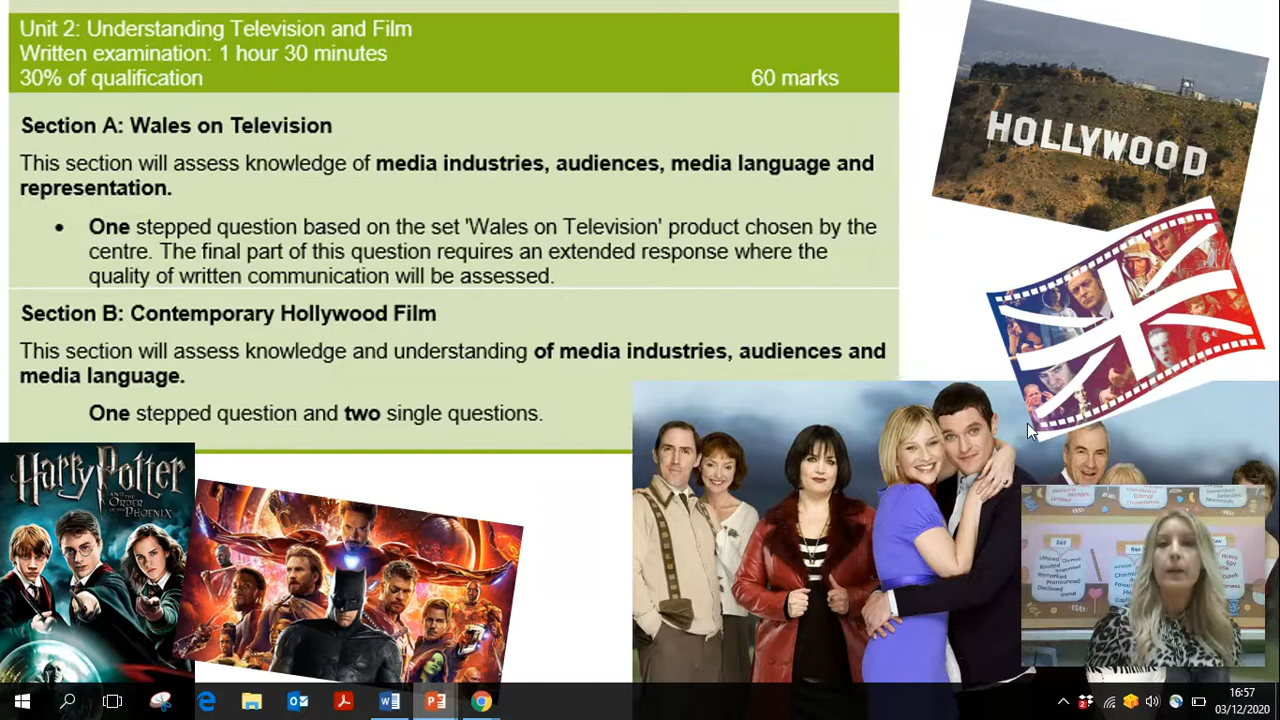 Unit 2: Understanding Television and Film
Written examination: 1 hour 30 minutes
30% of qualification
60 marks
Section A: Wales on Television
This section will assess knowledge of media industries, audiences, media language and
representation.
• One stepped question based on the set 'Wales on Television' product chosen by the
centre. The final part of this question requires an extended response where the
quality of written communication will be assessed.
Section B: Contemporary Hollywood Film
This section will assess knowledge and understanding of media industries, audiences and
media language.
One stepped question and two single questions.
HOLLYWOOD
Harry Potter
AND THE
ORDER
OF THE
PHOENIX
Said
16:57
03/12/2020